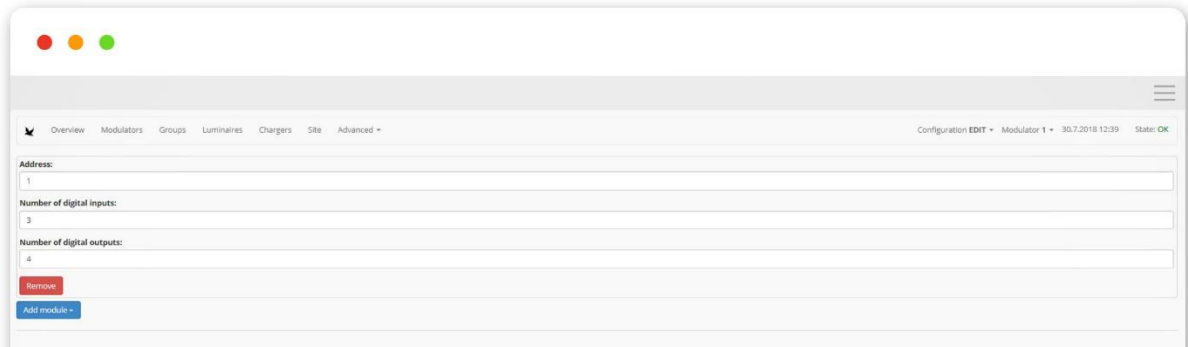 Overview Modulators Groups Luminaires Chargers Site Advanced Configuration EDIT Modulator 1 30.7.2018 12:39 State: OK
Address:
1
Number of digital inputs:
3
Number of digital outputs:
4
Remove
Add module